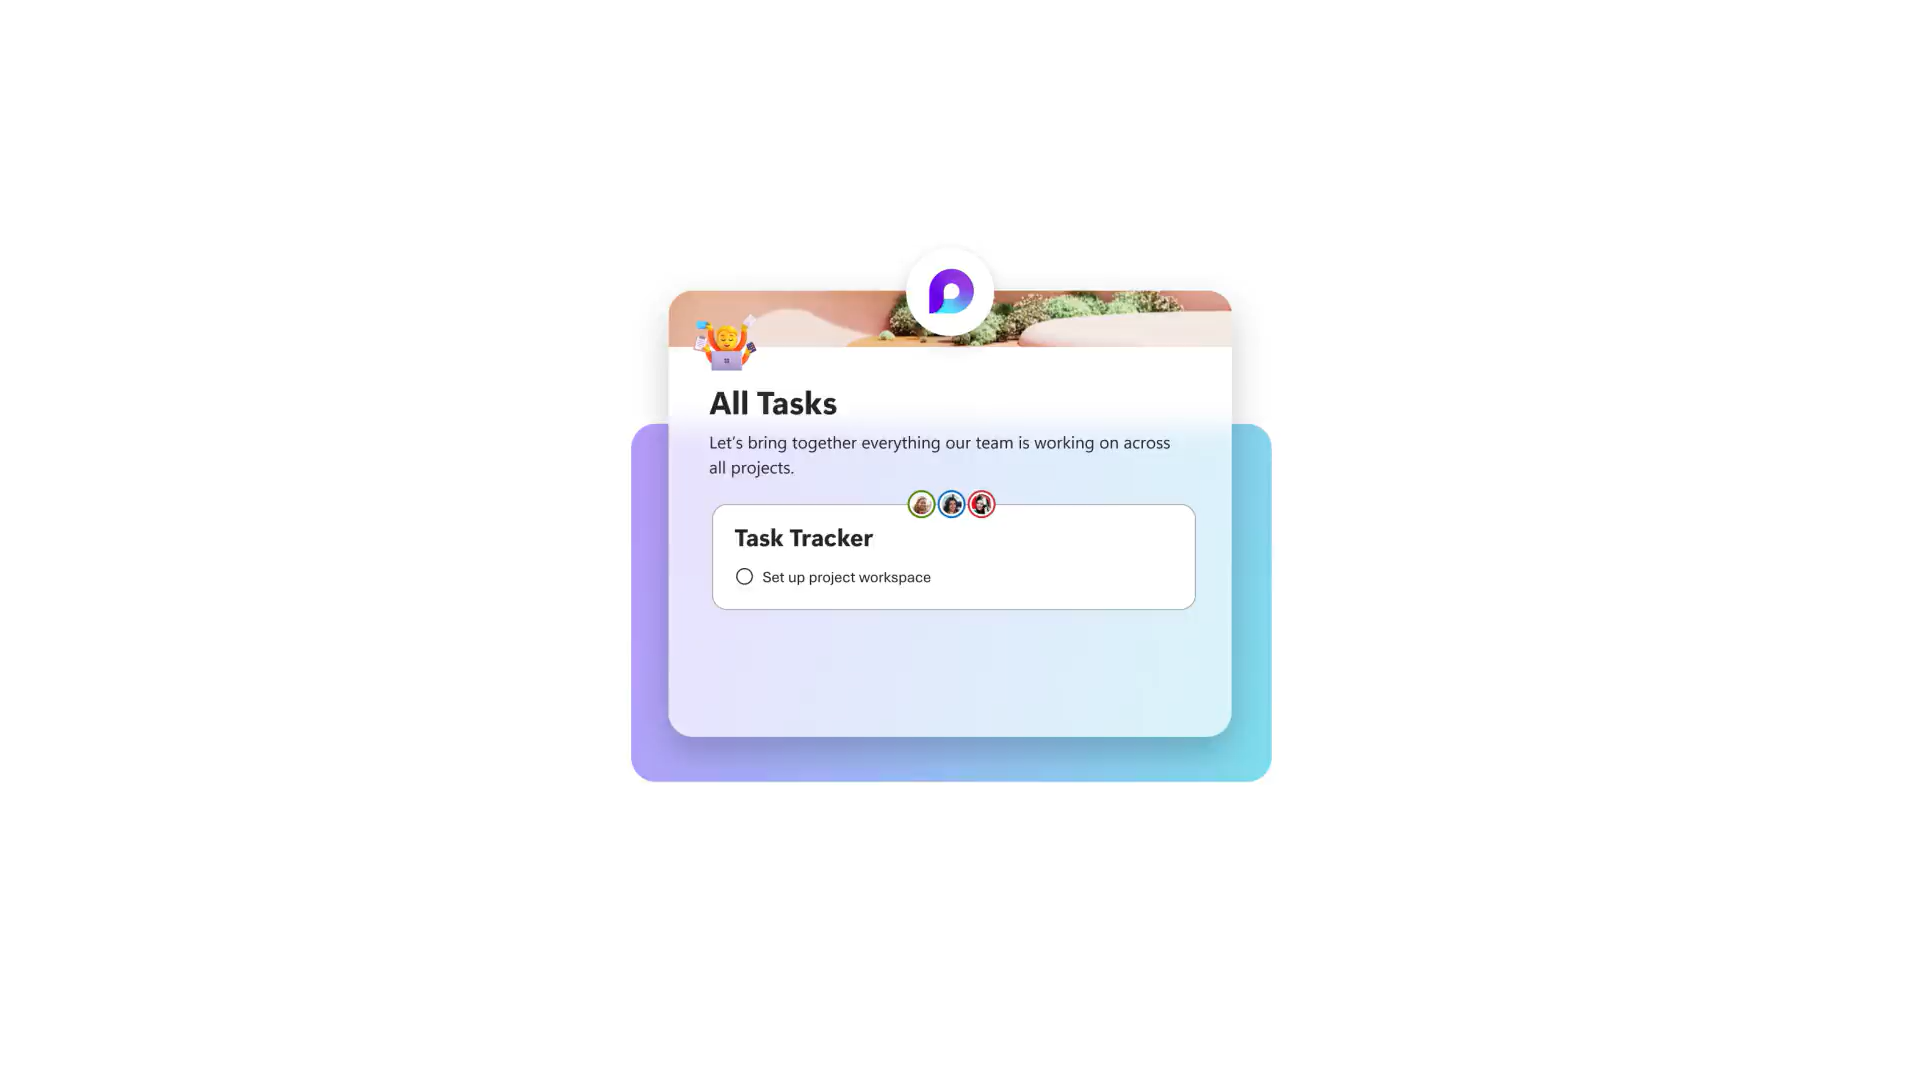 All Tasks
Let’s bring together everything our team is working on across
all projects.
Task Tracker
Set up project workspace